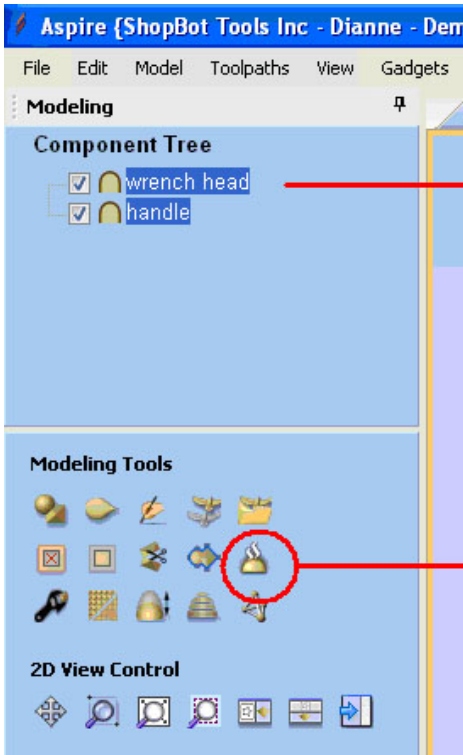 Aspire {ShopBot Tools Inc - Dianne - Dem
File Edit Model Toolpaths View Gadgets
Modeling
Component Tree
wrench head
handle
Modeling Tools
2D View Control